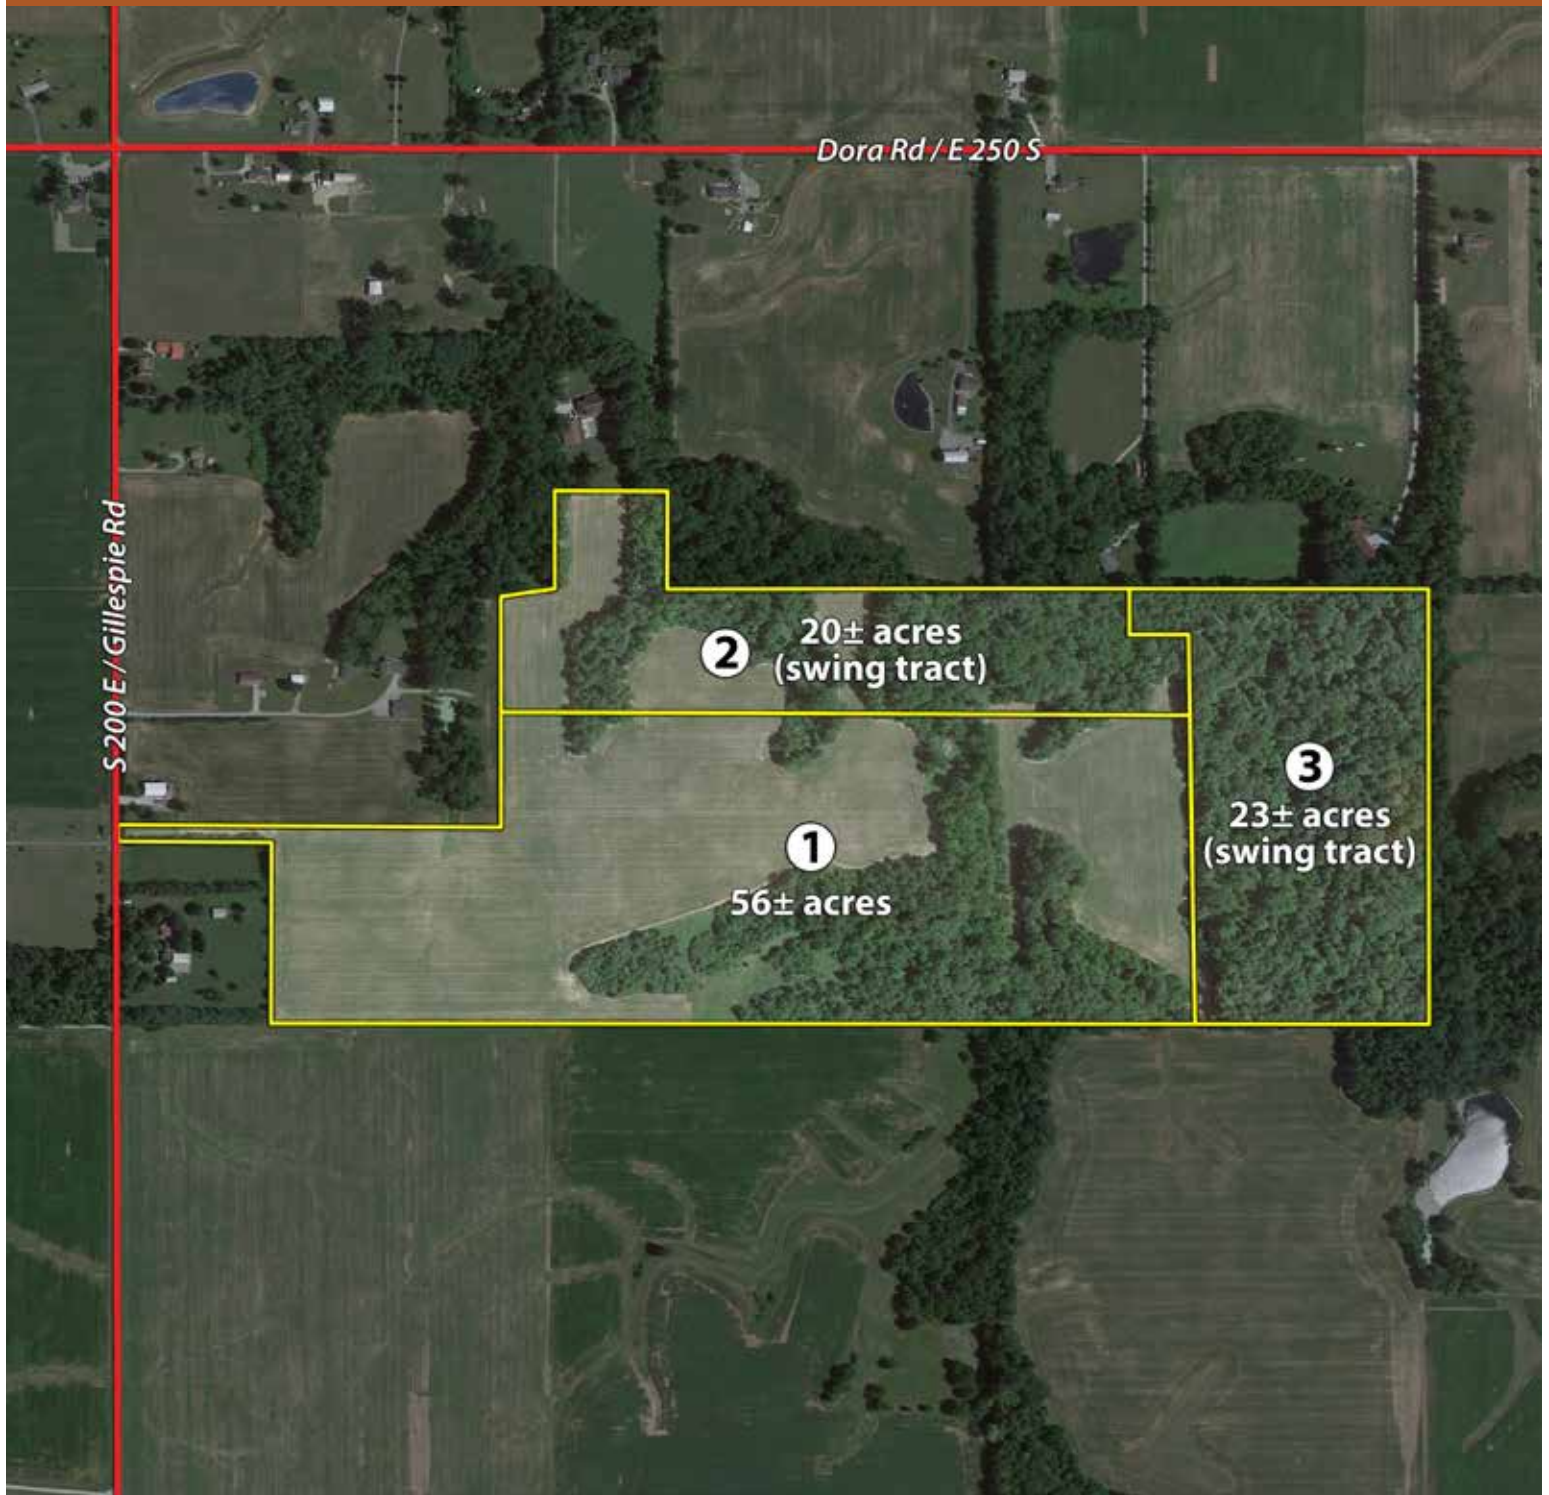 Dora Rd / E 250 S
S 200 E / Gillespie Rd
2
20± acres
(swing tract)
3
23± acres
(swing tract)
1
56± acres